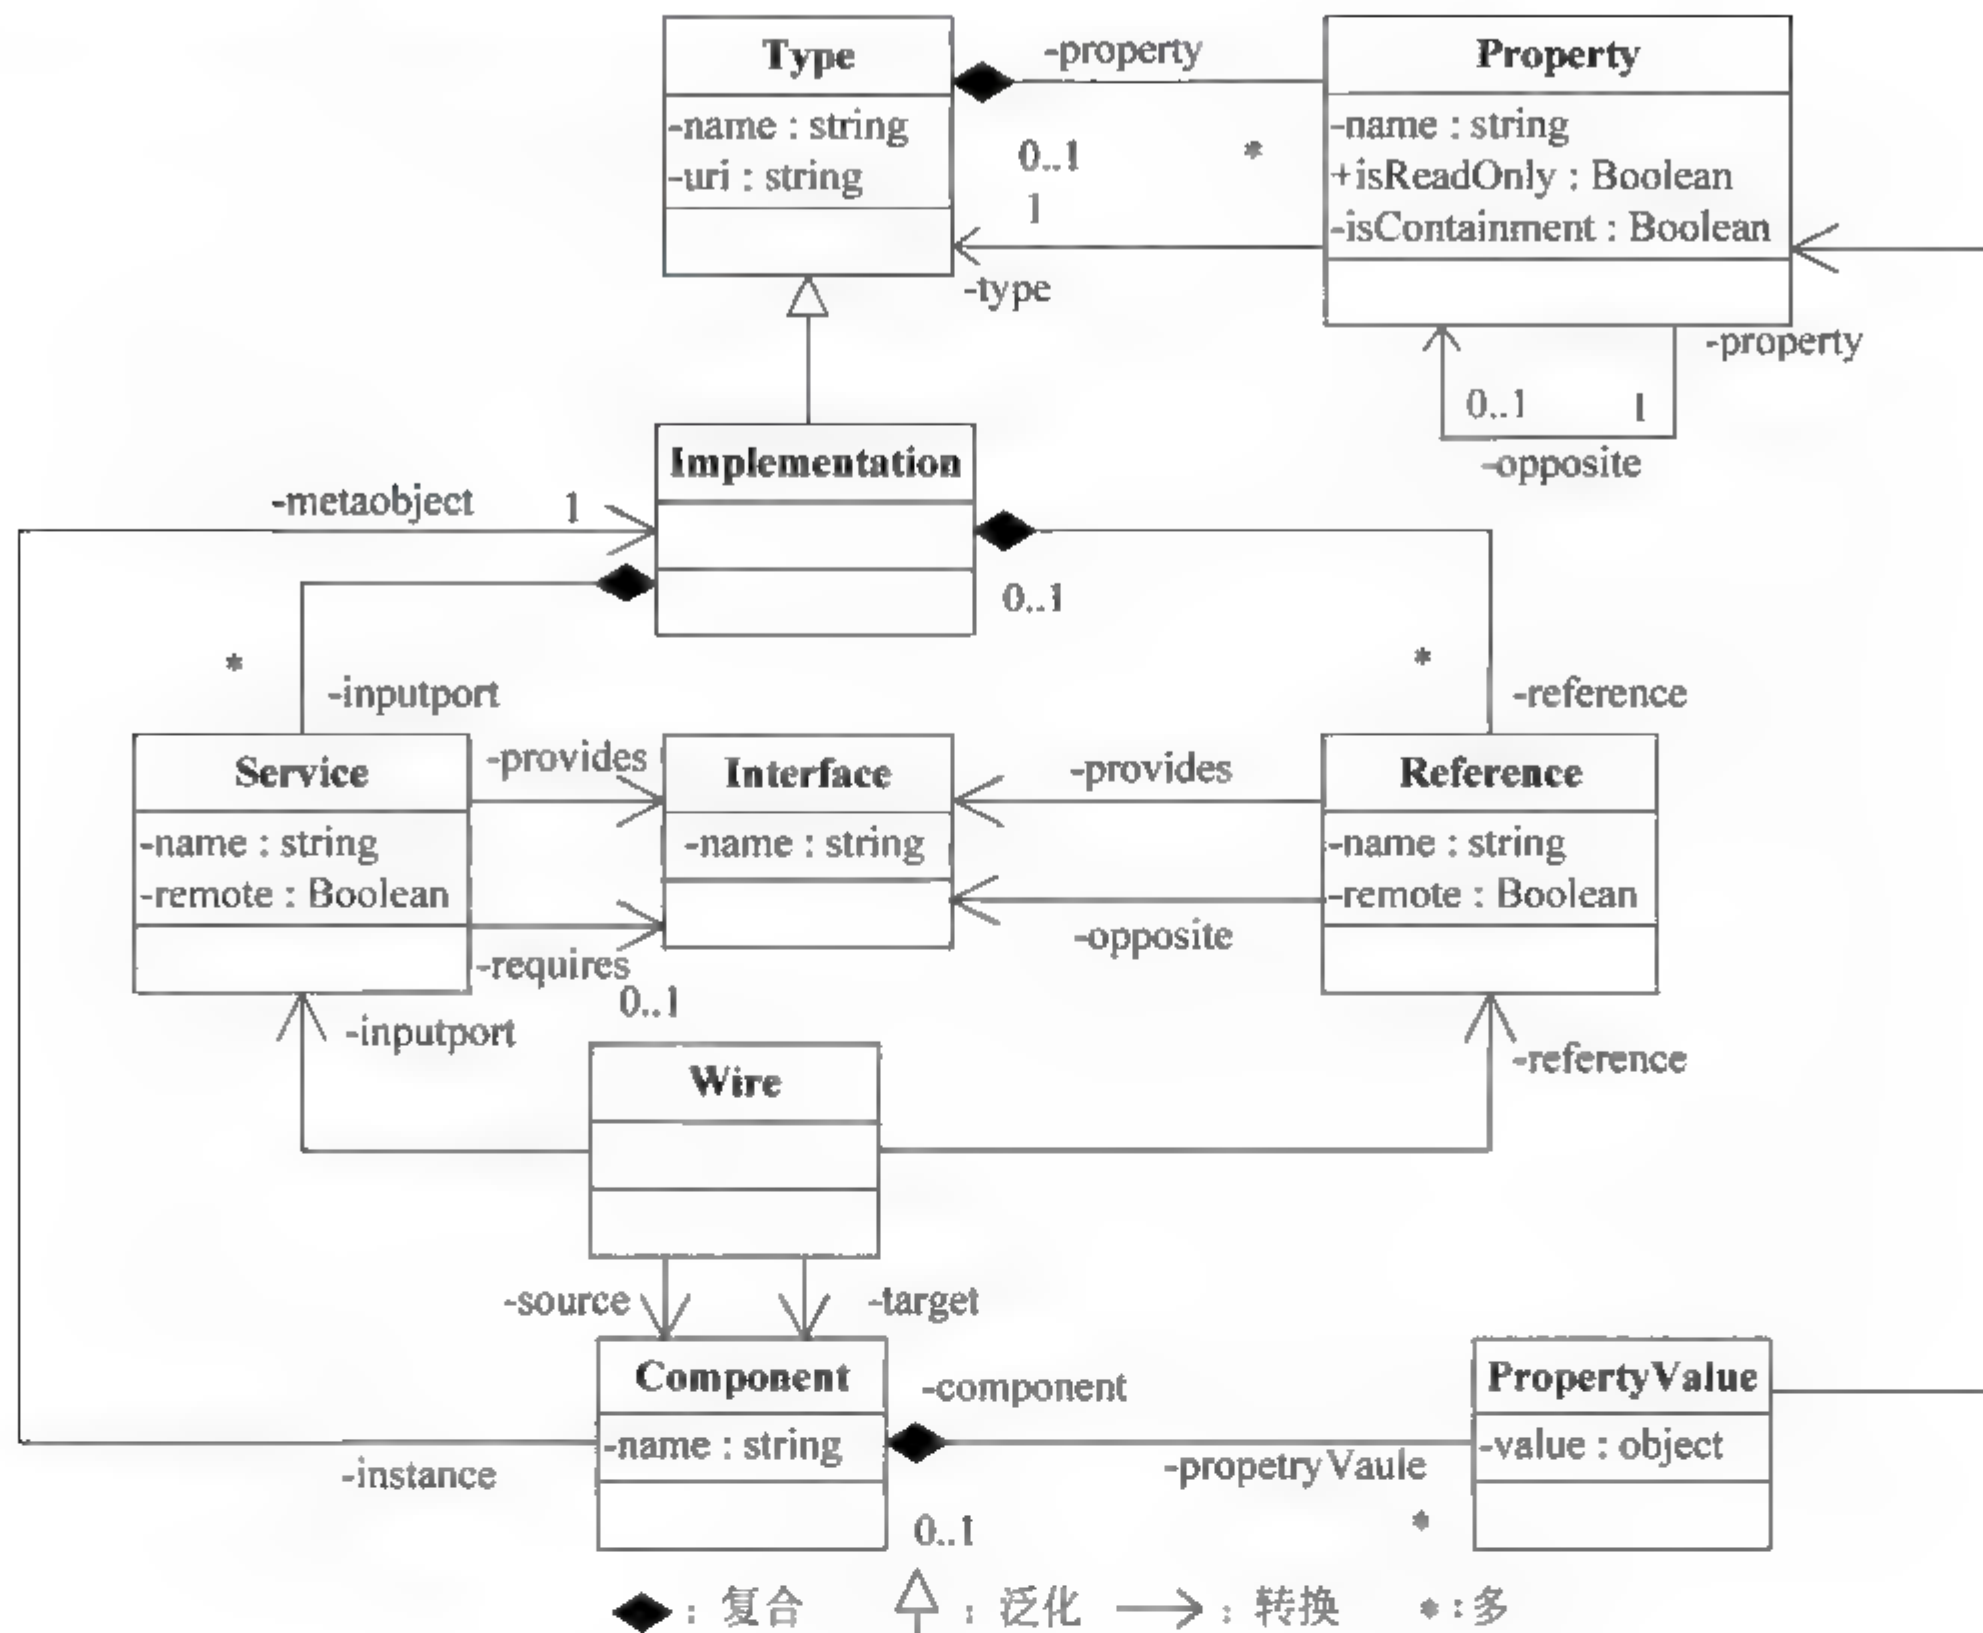 Type
-name : string
-uri : string
-property
0..1
*
1
-type
Property
-name : string
+isReadOnly : Boolean
-isContainment : Boolean
-property
0..1
1
-opposite
Implementation
-metaobject
1
0..1
*
-inputport
*
-reference
Service
-name : string
-remote : Boolean
-provides
-requires
0..1
Interface
-name : string
-provides
-opposite
Reference
-name : string
-remote : Boolean
-inputport
-reference
Wire
-source
-target
Component
-name : string
-instance
-component
0..1
-propetryVaule
*
PropertyValue
-value : object
: 复合
: 泛化
: 转换
* : 多